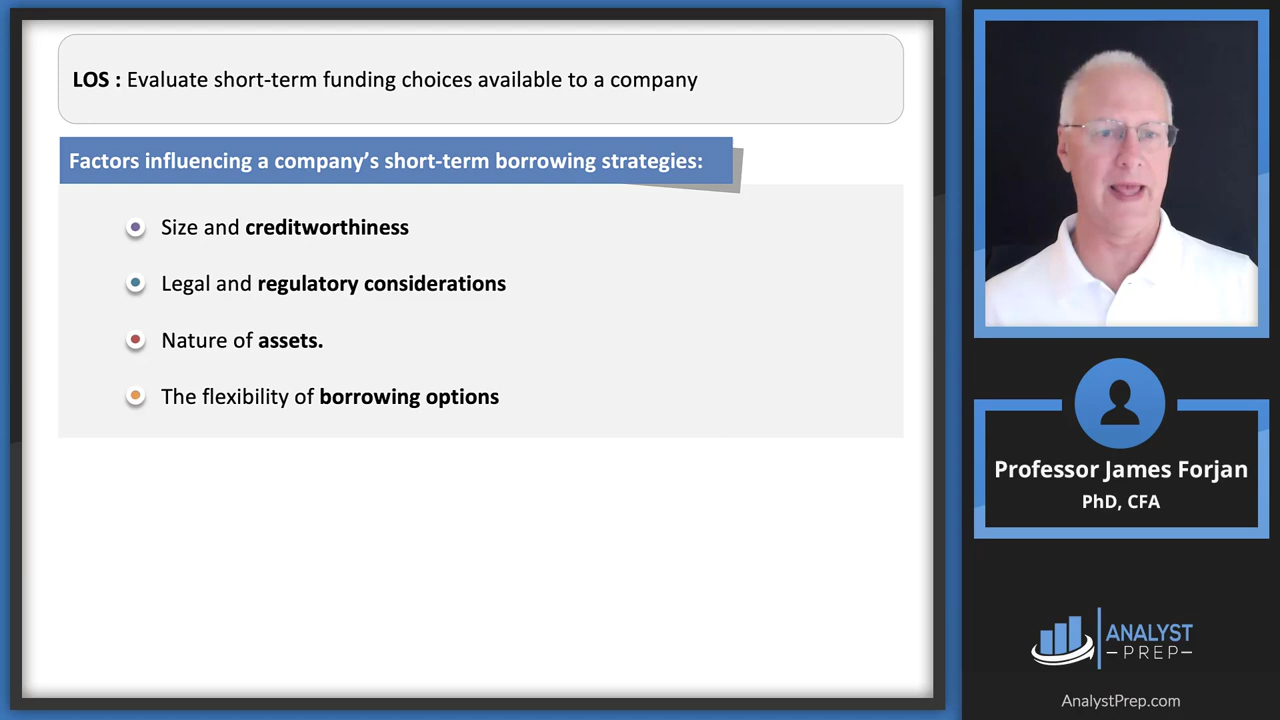 LOS : Evaluate short-term funding choices available to a company
Factors influencing a company's short-term borrowing strategies:
Size and creditworthiness
Legal and regulatory considerations
Nature of assets.
The flexibility of borrowing options
Professor James Forjan
PhD, CFA
ANALYST
PREP
AnalystPrep.com